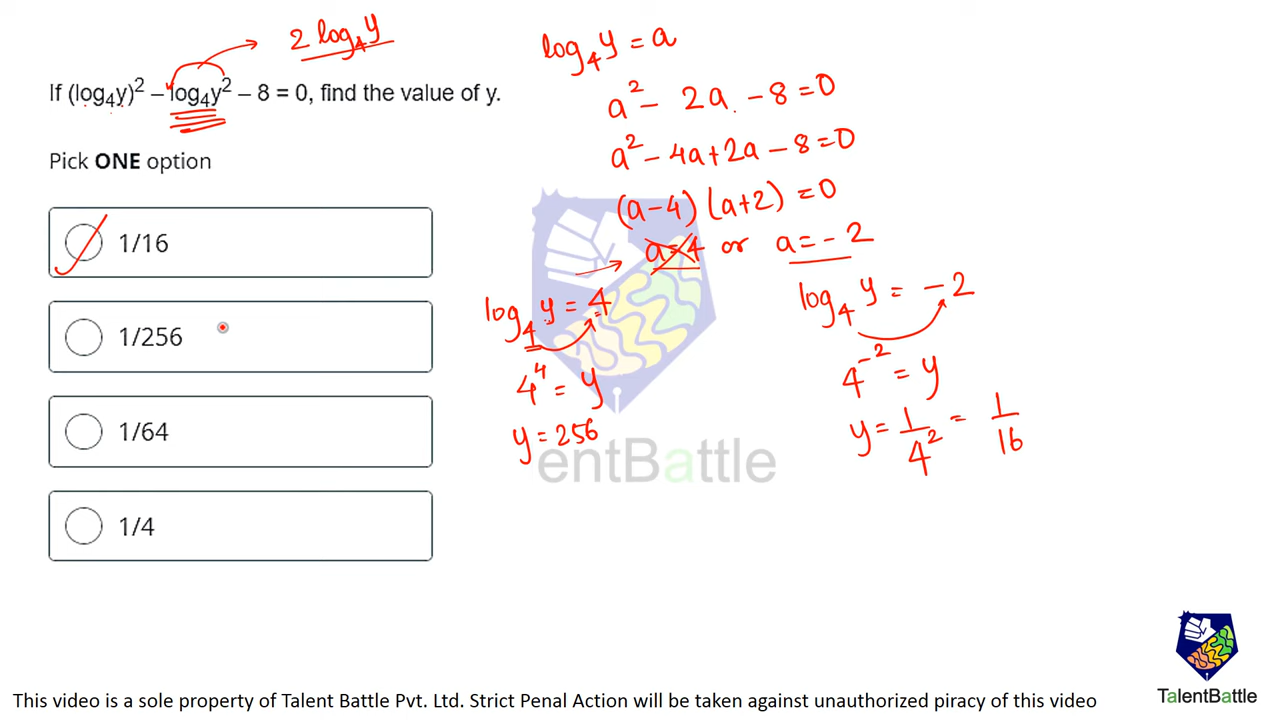 2 log₄y
If (log₄y)² − log₄y² − 8 = 0, find the value of y.
Pick ONE option
1/16
1/256
1/64
1/4
log₄ y = a
a² − 2a − 8 = 0
a² − 4a + 2a − 8 = 0
(a−4) (a+2) = 0
a=4 or a = −2
log₄ y = 4
4⁴ = y
y = 256
log₄ y = −2
4⁻² = y
y = 1/4² = 1/16
entBattle
TalentBattle
This video is a sole property of Talent Battle Pvt. Ltd. Strict Penal Action will be taken against unauthorized piracy of this video